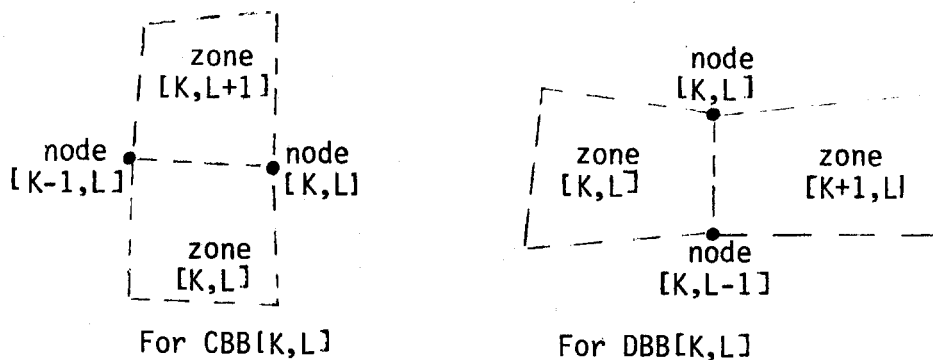 zone
[K,L+1]
node
[K-1,L]
node
[K,L]
zone
[K,L]
For CBB[K,L]
node
[K,L]
zone
[K,L]
zone
[K+1,L]
node
[K,L-1]
For DBB[K,L]